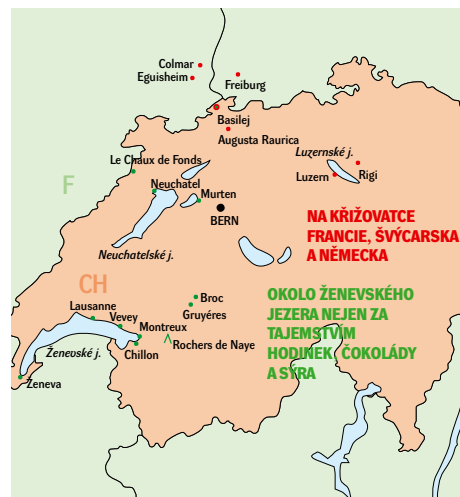 Colmar
Eguisheim
Freiburg
Basilej
Augusta Raurica
Luzernské j.
Le Chaux de Fonds
Luzern
Rigi
F
Neuchatel
Murten
BERN
NA KŘIŽOVATCE
FRANCIE, ŠVÝCARSKA
A NĚMECKA
Neuchatelské j.
CH
Broc
Gruyéres
OKOLO ŽENEVSKÉHO
JEZERA NEJEN ZA
TAJEMSTVÍM
HODINEK, ČOKOLÁDY
A SÝRA
Lausanne
Vevey
Montreux
Rochers de Naye
Chillon
Ženevské j.
Ženeva